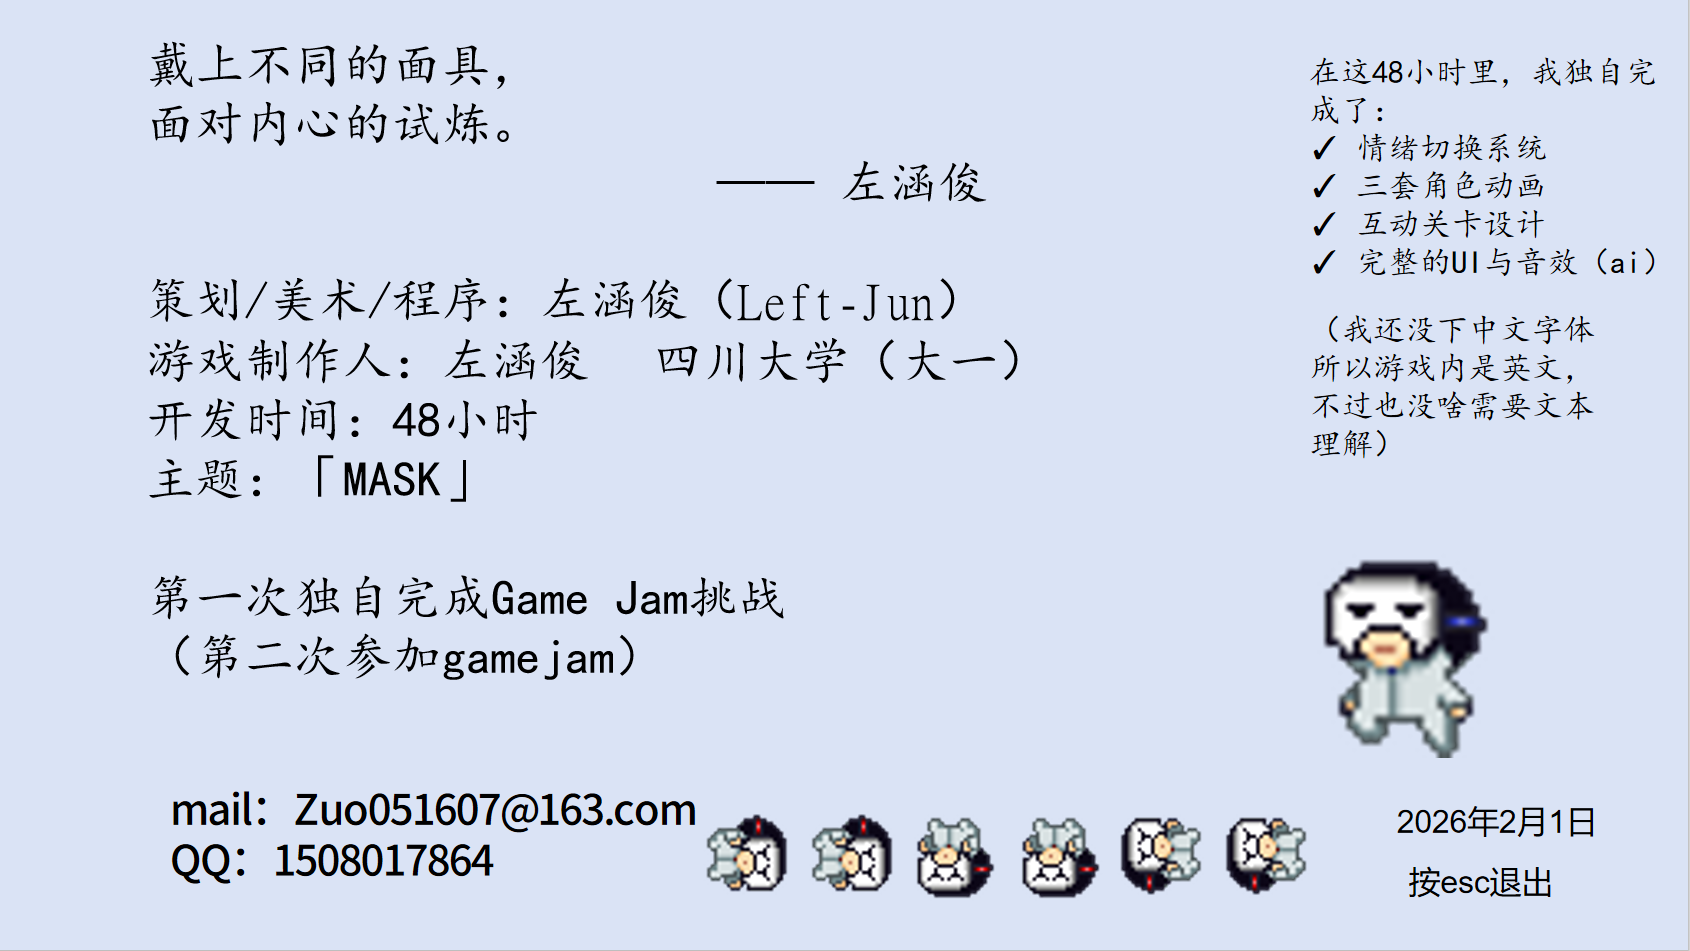 戴上不同的面具，
面对内心的试炼。
—— 左涵俊
策划/美术/程序：左涵俊（Left-Jun）
游戏制作人：左涵俊 四川大学（大一）
开发时间：48小时
主题：「MASK」
第一次独自完成Game Jam挑战
（第二次参加gamejam）
mail：Zuo051607@163.com
QQ：1508017864
在这48小时里，我独自完
成了：
✓ 情绪切换系统
✓ 三套角色动画
✓ 互动关卡设计
✓ 完整的UI与音效（ai）
（我还没下中文字体
所以游戏内是英文，
不过也没啥需要文本
理解）
2026年2月1日
按esc退出